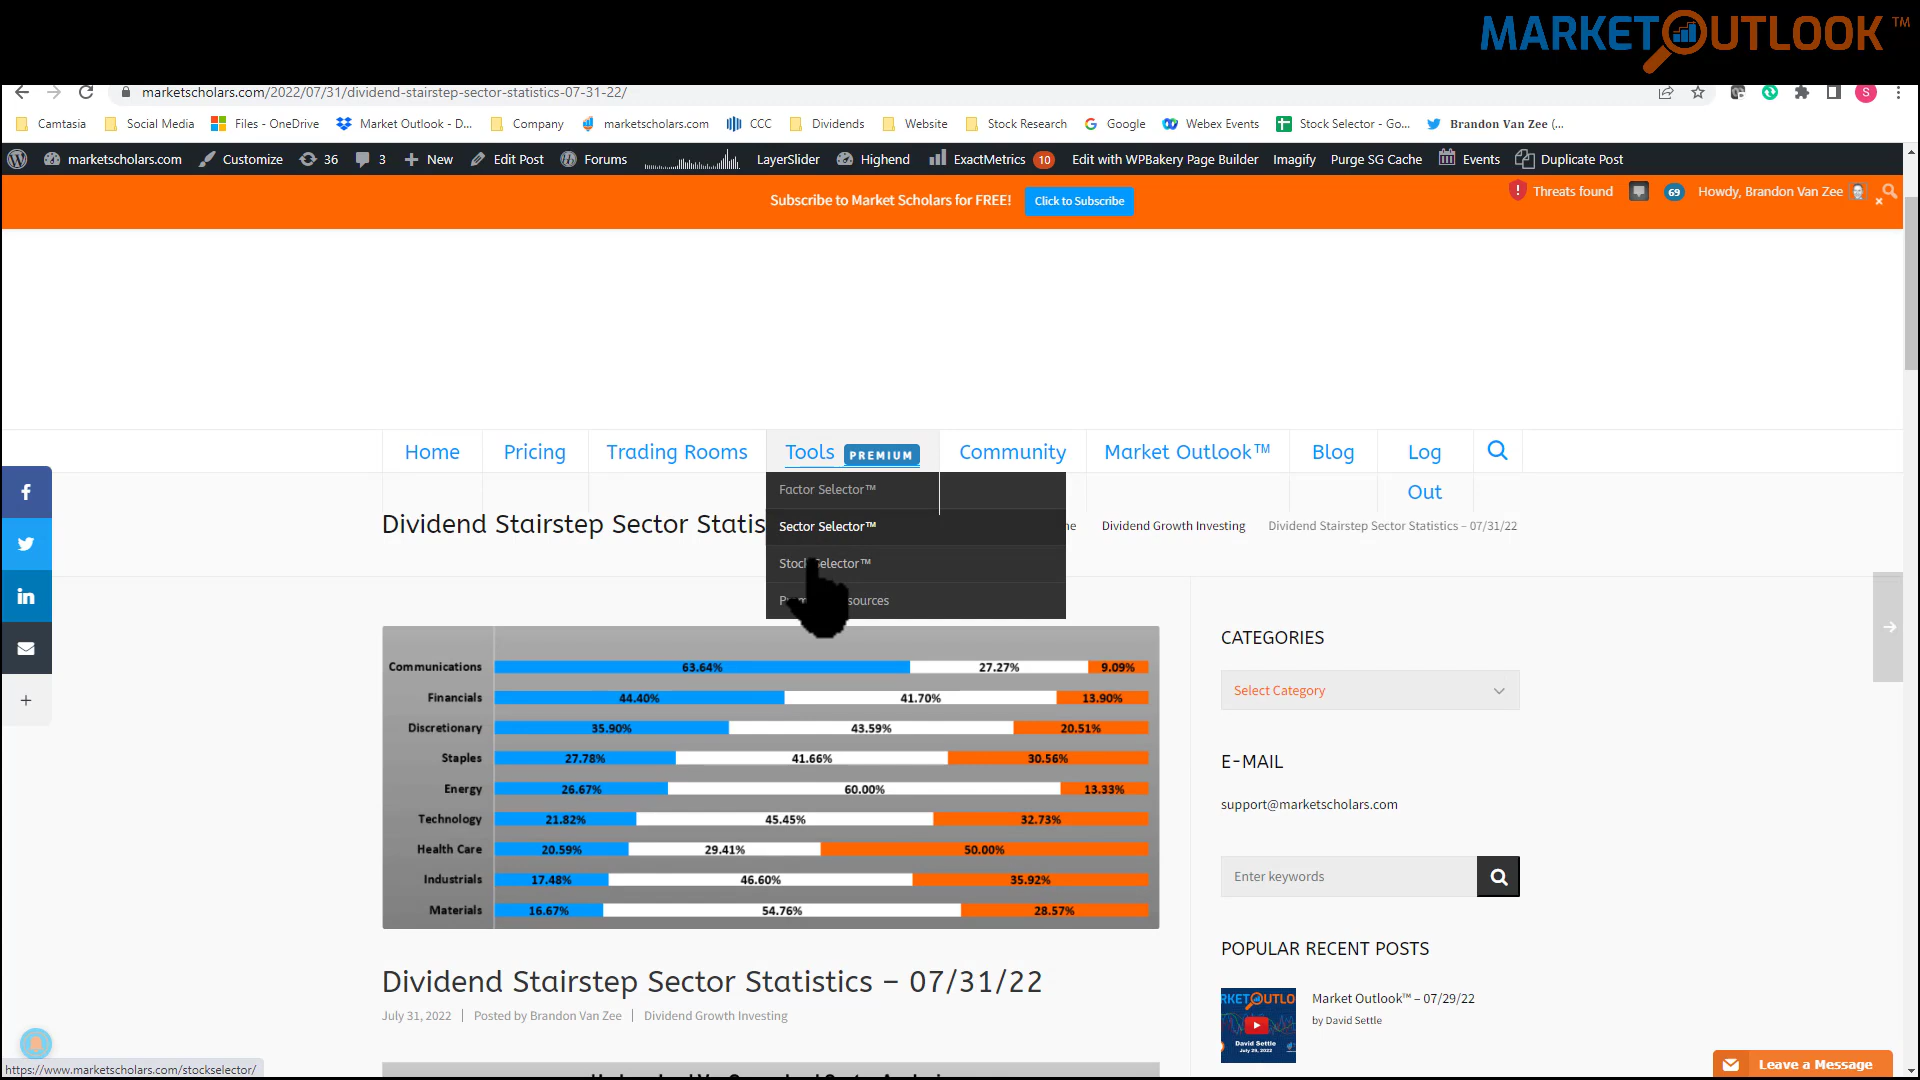 MARKETOUTLOOK™
marketscholars.com/2022/07/31/dividend-stairstep-sector-statistics-07-31-22/
S
Camtasia Social Media Files - OneDrive Market Outlook - D... Company marketscholars.com CCC Dividends Website Stock Research Google Webex Events Stock Selector - Go... Brandon Van Zee (...
marketscholars.com Customize 36 3 New Edit Post Forums LayerSlider Highend ExactMetrics 10 Edit with WPBakery Page Builder Imagify Purge SG Cache Events Duplicate Post
Subscribe to Market Scholars for FREE! Click to Subscribe
Threats found 69 Howdy, Brandon Van Zee
Home Pricing Trading Rooms Tools PREMIUM Community Market Outlook™ Blog Log Out
Factor Selector™
Sector Selector™
Stock Selector™
Dividend Stairstep Sector Statis
Dividend Growth Investing Dividend Stairstep Sector Statistics – 07/31/22
Communications 63.64% 27.27% 9.09%
Financials 44.40% 41.70% 13.90%
Discretionary 35.90% 43.59% 20.51%
Staples 27.78% 41.66% 30.56%
Energy 26.67% 60.00% 13.33%
Technology 21.82% 45.45% 32.73%
Health Care 20.59% 29.41% 50.00%
Industrials 17.48% 46.60% 35.92%
Materials 16.67% 54.76% 28.57%
Dividend Stairstep Sector Statistics – 07/31/22
July 31, 2022 | Posted by Brandon Van Zee | Dividend Growth Investing
CATEGORIES
Select Category
E-MAIL
support@marketscholars.com
Enter keywords
POPULAR RECENT POSTS
RKETOUTLO
David Settle
July 29, 2022
Market Outlook™ – 07/29/22
by David Settle
Leave a Message
https://www.marketscholars.com/stockselector/